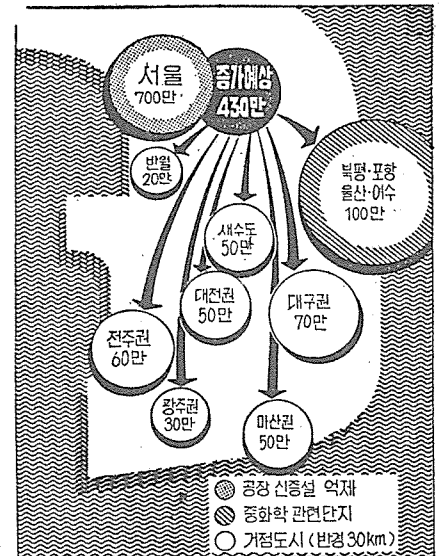 서울
700만
증가예상
430만
반월
20만
북평·포항
울산·여수
100만
새수도
50만
대전권
50만
대구권
70만
전주권
60만
광주권
30만
마산권
50만
공장 신증설 억제
중화학 관련단지
거점도시 (반경 30km)